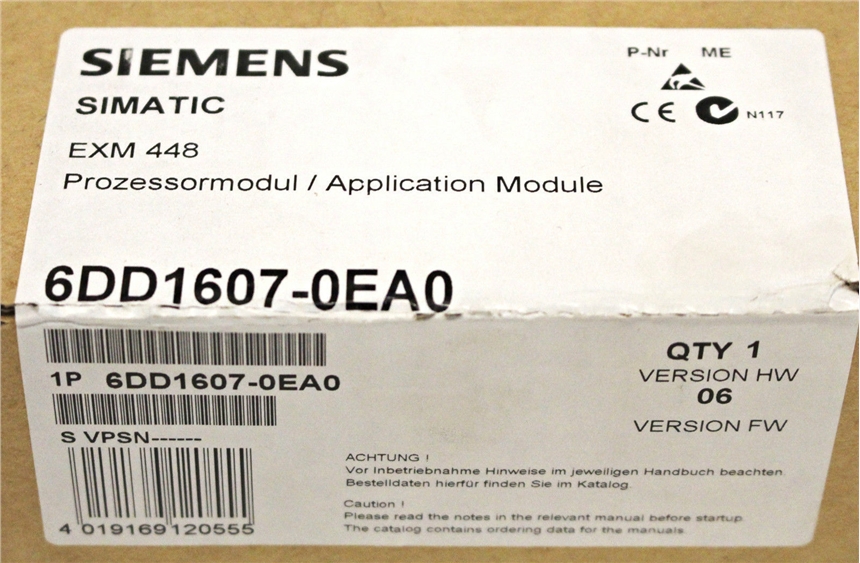 SIEMENS
P-Nr ME
SIMATIC
CE N117
EXM 448
Prozessormodul / Application Module
6DD1607-0EA0
QTY 1
1P 6DD1607-0EA0
VERSION HW
06
VERSION FW
S VPSN------
ACHTUNG !
Vor Inbetriebnahme Hinweise im jeweiligen Handbuch beachten.
Bestelldaten hierfür finden Sie im Katalog.
Caution !
Please read the notes in the relevant manual before startup.
The catalog contains ordering data for the manuals.
4 019169 120555